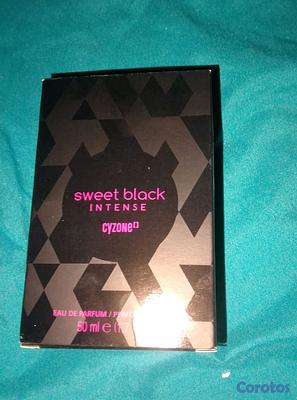 sweet black
INTENSE
cyzone
EAU DE PARFUM /
50 ml e
Corotos